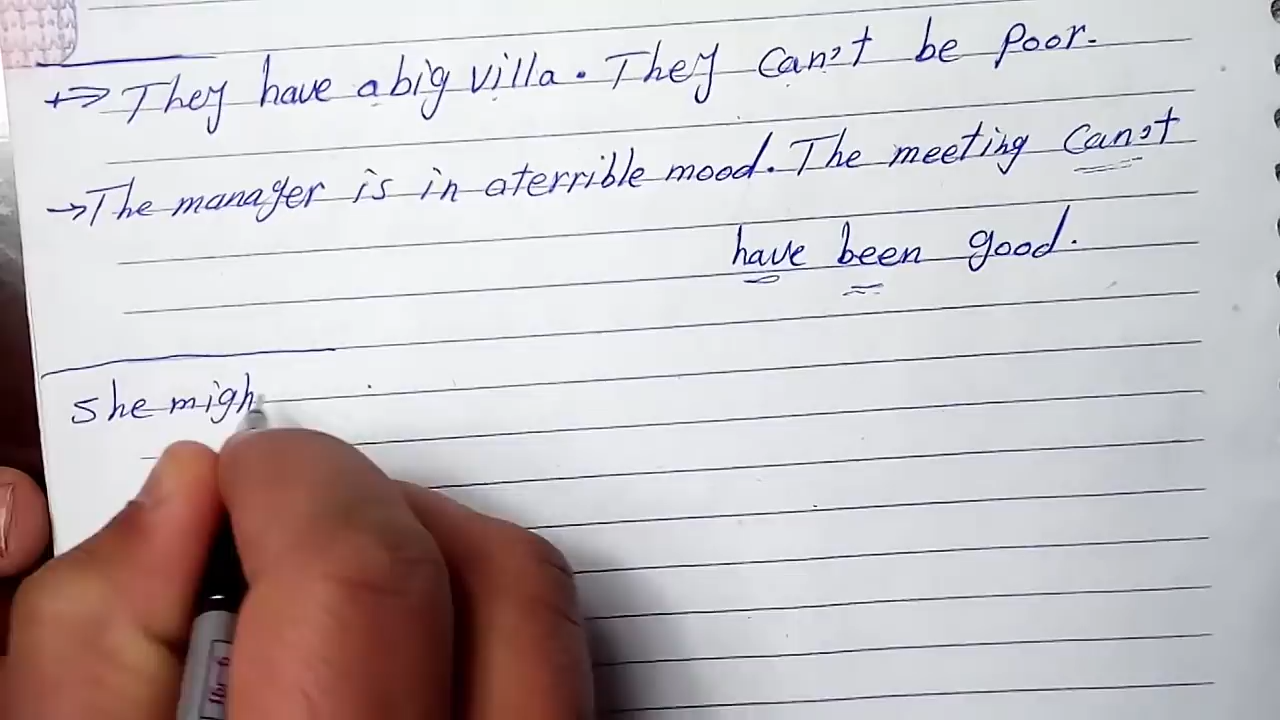 They have a big villa. They can't be poor.
The manager is in a terrible mood. The meeting can't
have been good.
she migh